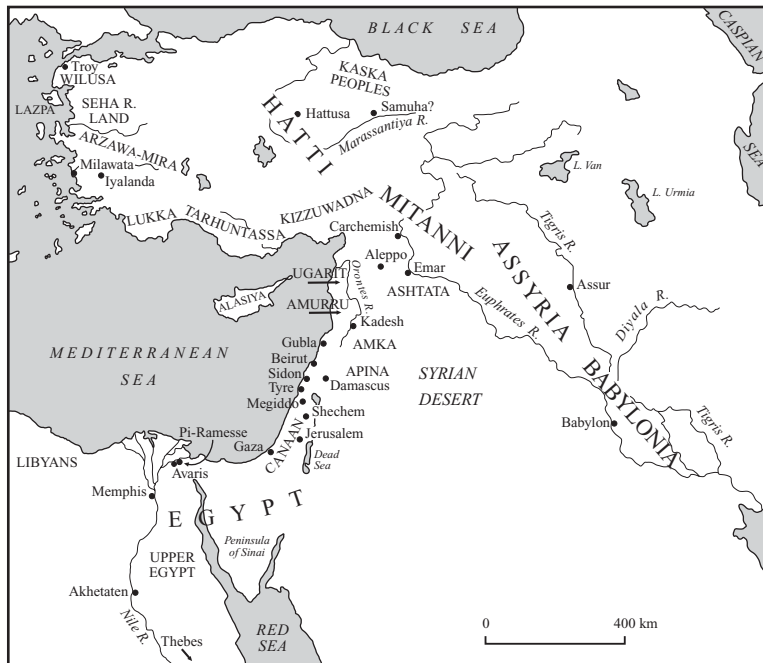 BLACK SEA
CASPIAN
SEA
KASKA
PEOPLES
Troy
WILUSA
LAZPA
SEHA R.
LAND
HATTI
Hattusa
Samuha?
Marassantiya R.
ARZAWA-MIRA
Milawata
Iyalanda
L. Van
L. Urmia
LUKKA
TARHUNTASSA
KIZZUWADNA
MITANNI
Carchemish
Tigris R.
ASSYRIA
Aleppo
Emar
UGARIT
Orontes R.
ASHTATA
Assur
ALASIYA
AMURRU
Euphrates R.
Diyala R.
Kadesh
MEDITERRANEAN
SEA
Gubla
AMKA
Beirut
Sidon
APINA
Damascus
SYRIAN
DESERT
Tyre
Megiddo
Shechem
BABYLONIA
Babylon
Tigris R.
Pi-Ramesse
Gaza
CANAAN
Jerusalem
Dead
Sea
LIBYANS
Avaris
Memphis
EGYPT
Peninsula
of Sinai
UPPER
EGYPT
Akhetaten
Nile R.
Thebes
RED
SEA
0 400 km